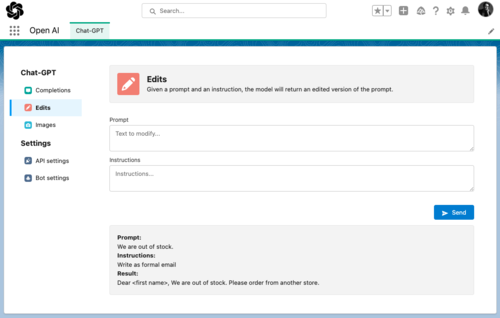 Search...
Open AI
Chat-GPT
Chat-GPT
Completions
Edits
Images
Settings
API settings
Bot settings
Edits
Given a prompt and an instruction, the model will return an edited version of the prompt.
Prompt
Text to modify...
Instructions
Instructions...
Send
Prompt:
We are out of stock.
Instructions:
Write as formal email
Result:
Dear <first name>, We are out of stock. Please order from another store.